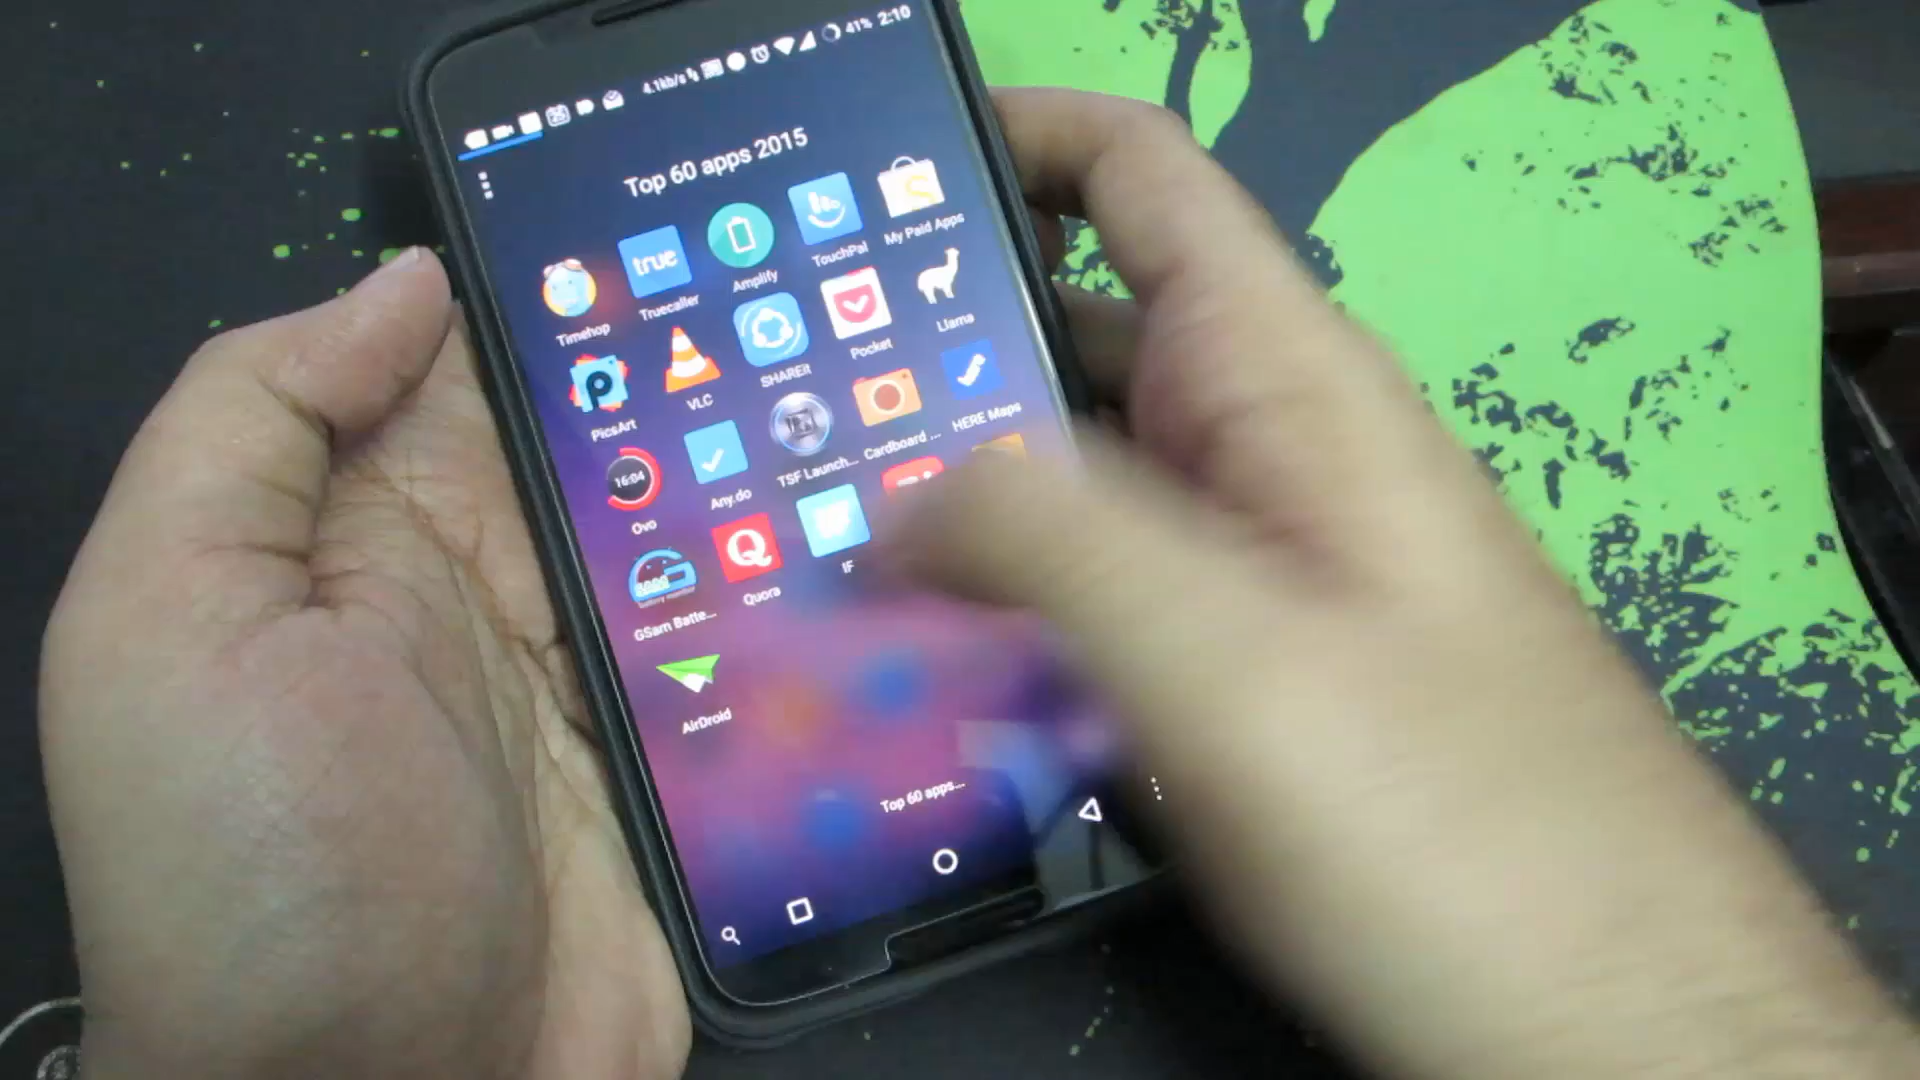 4.1kb/s 41% 2:10
Top 60 apps 2015
Timehop
true
Truecaller
Amplify
TouchPal
My Paid Apps
PicsArt
VLC
SHAREit
Pocket
Llama
16:04
Ovo
Any.do
TSF Launch...
Cardboard ...
HERE Maps
GSam Batte...
Quora
IF
AirDroid
Top 60 apps...